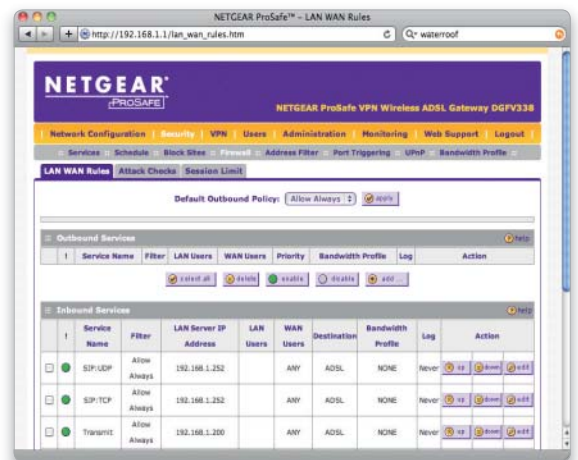 NETGEAR ProSafe™ – LAN WAN Rules
http://192.168.1.1/lan_wan_rules.htm
waterroof
NETGEAR®
PROSAFE
NETGEAR ProSafe VPN Wireless ADSL Gateway DGFV338
Network Configuration | Security | VPN | Users | Administration | Monitoring | Web Support | Logout
Services Schedule Block Sites Firewall Address Filter Port Triggering UPnP Bandwidth Profile
LAN WAN Rules Attack Checks Session Limit
Default Outbound Policy: Allow Always apply
Outbound Services help
! Service Name Filter LAN Users WAN Users Priority Bandwidth Profile Log Action
select all delete enable disable add ...
Inbound Services help
! Service Name Filter LAN Server IP Address LAN Users WAN Users Destination Bandwidth Profile Log Action
SIP:UDP Allow Always 192.168.1.252 ANY ADSL NONE Never up down edit
SIP:TCP Allow Always 192.168.1.252 ANY ADSL NONE Never up down edit
Transmit Allow Always 192.168.1.200 ANY ADSL NONE Never up down edit